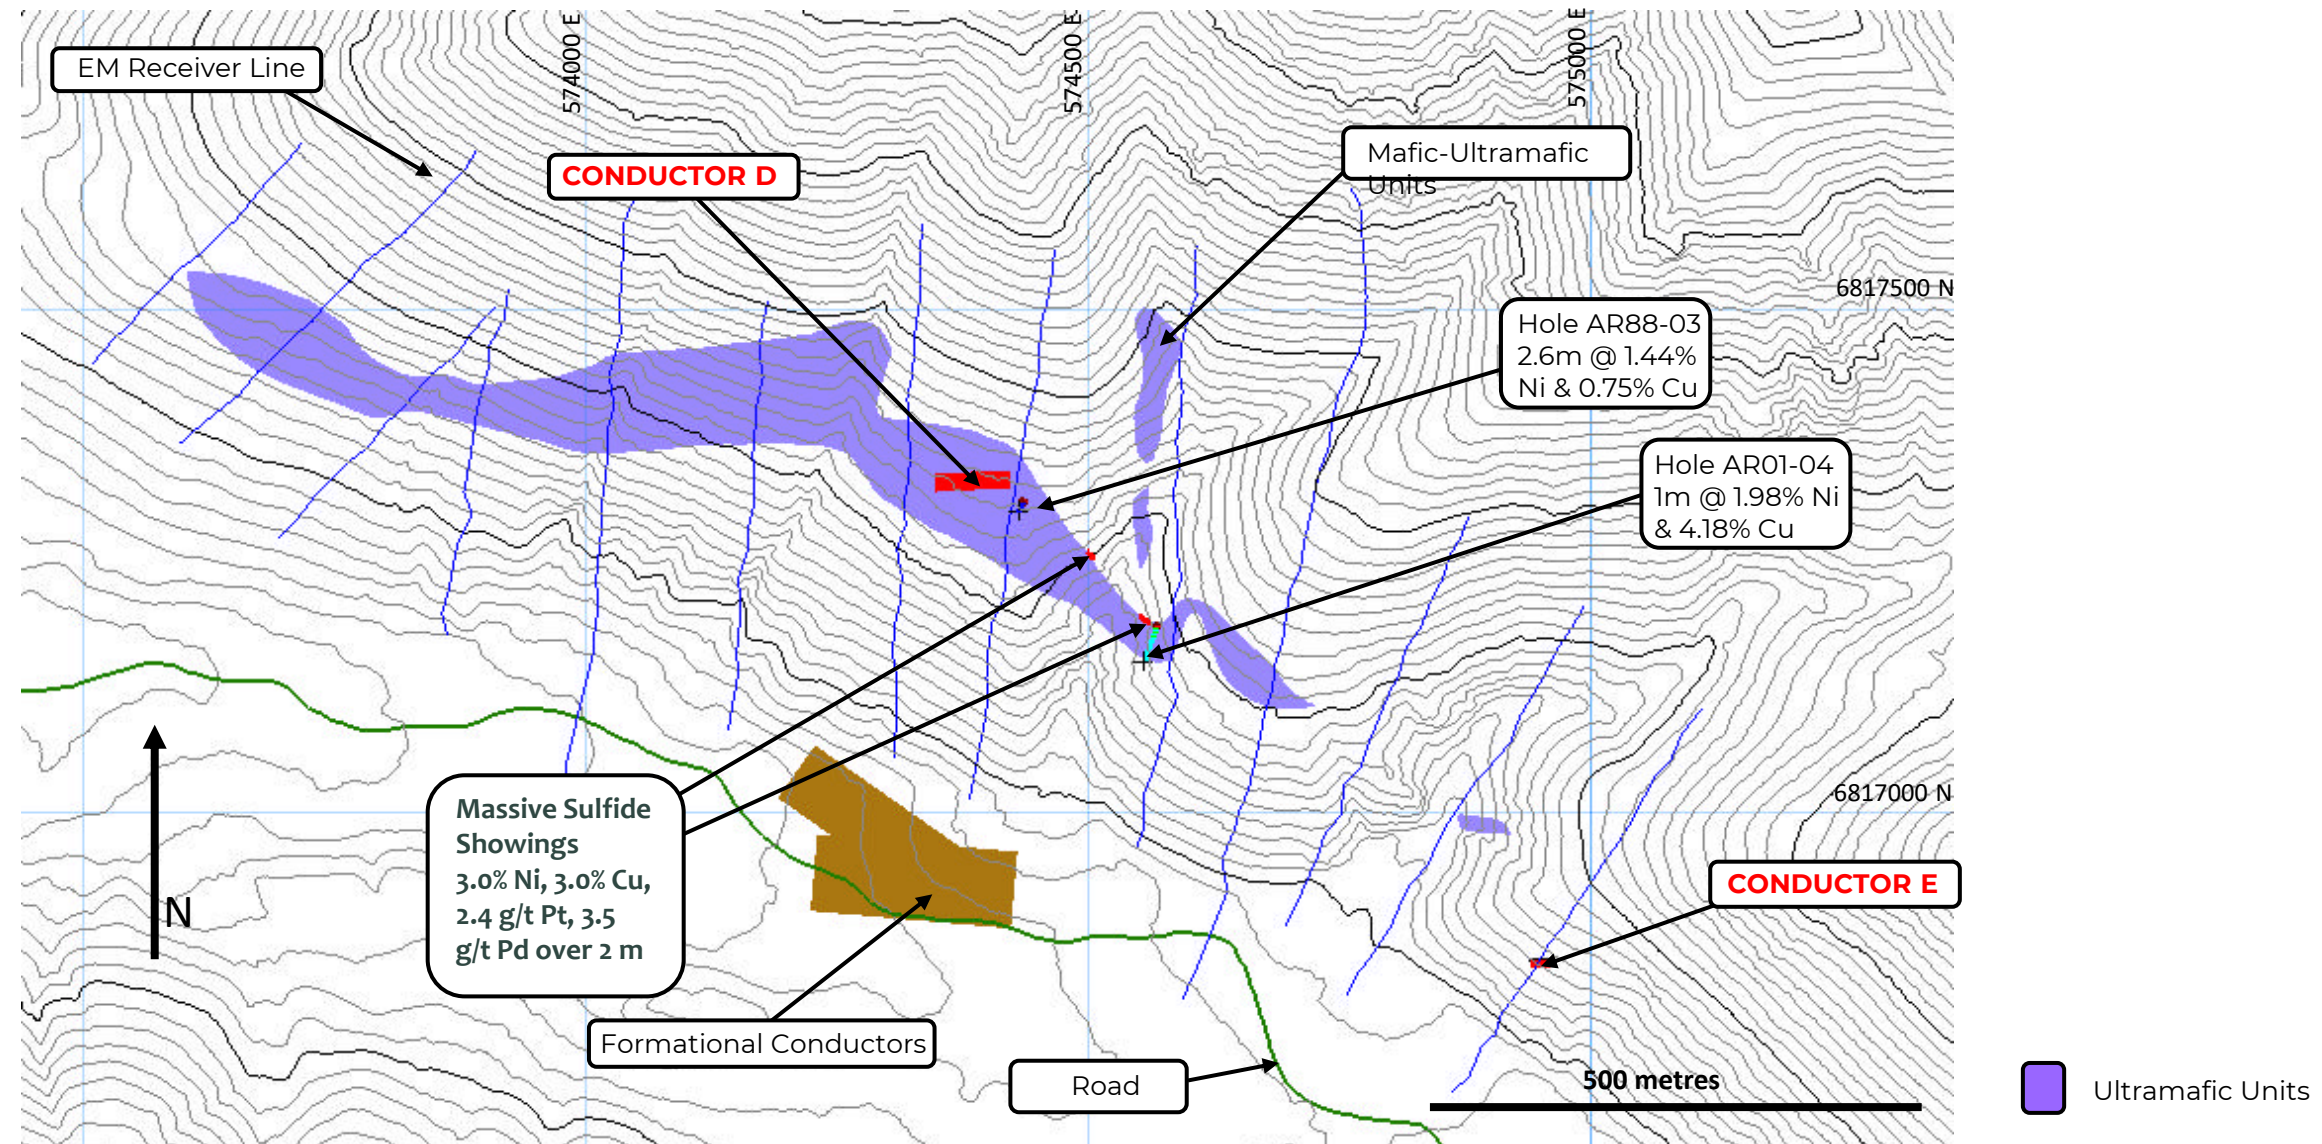 574000 E
574500 E
575000 E
EM Receiver Line
CONDUCTOR D
Mafic-Ultramafic
Units
6817500 N
Hole AR88-03
2.6m @ 1.44%
Ni & 0.75% Cu
Hole AR01-04
1m @ 1.98% Ni
& 4.18% Cu
6817000 N
Massive Sulfide
Showings
3.0% Ni, 3.0% Cu,
2.4 g/t Pt, 3.5
g/t Pd over 2 m
CONDUCTOR E
N
Formational Conductors
Road
500 metres
Ultramafic Units